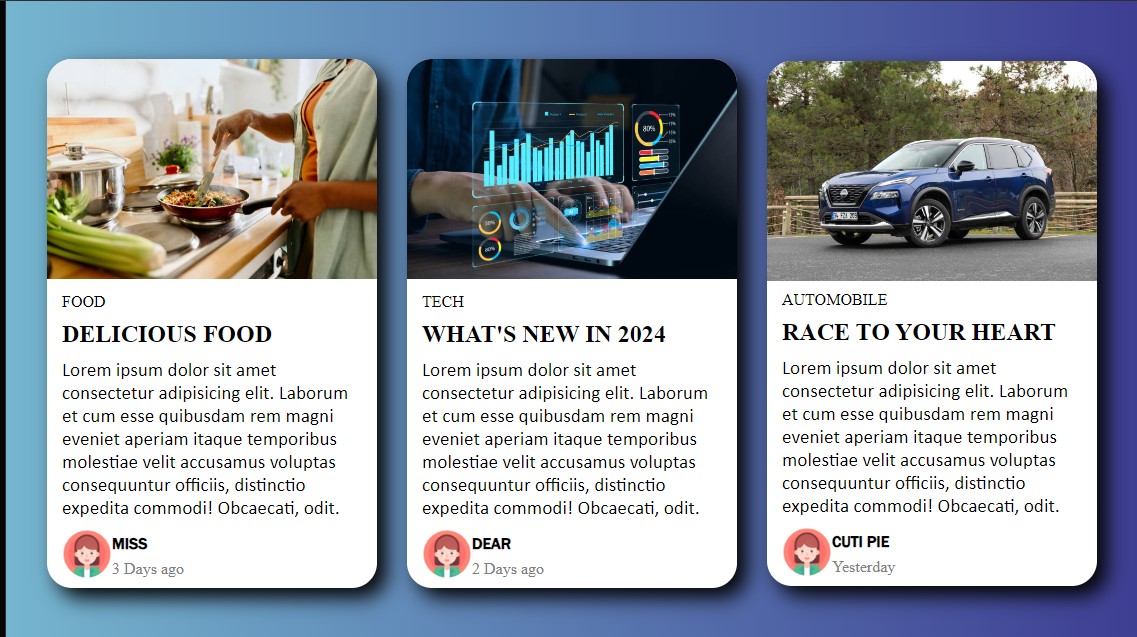 FOOD
DELICIOUS FOOD
Lorem ipsum dolor sit amet
consectetur adipisicing elit. Laborum
et cum esse quibusdam rem magni
eveniet aperiam itaque temporibus
molestiae velit accusamus voluptas
consequuntur officiis, distinctio
expedita commodi! Obcaecati, odit.
MISS
3 Days ago
80%
TECH
WHAT'S NEW IN 2024
Lorem ipsum dolor sit amet
consectetur adipisicing elit. Laborum
et cum esse quibusdam rem magni
eveniet aperiam itaque temporibus
molestiae velit accusamus voluptas
consequuntur officiis, distinctio
expedita commodi! Obcaecati, odit.
DEAR
2 Days ago
AUTOMOBILE
RACE TO YOUR HEART
Lorem ipsum dolor sit amet
consectetur adipisicing elit. Laborum
et cum esse quibusdam rem magni
eveniet aperiam itaque temporibus
molestiae velit accusamus voluptas
consequuntur officiis, distinctio
expedita commodi! Obcaecati, odit.
CUTI PIE
Yesterday